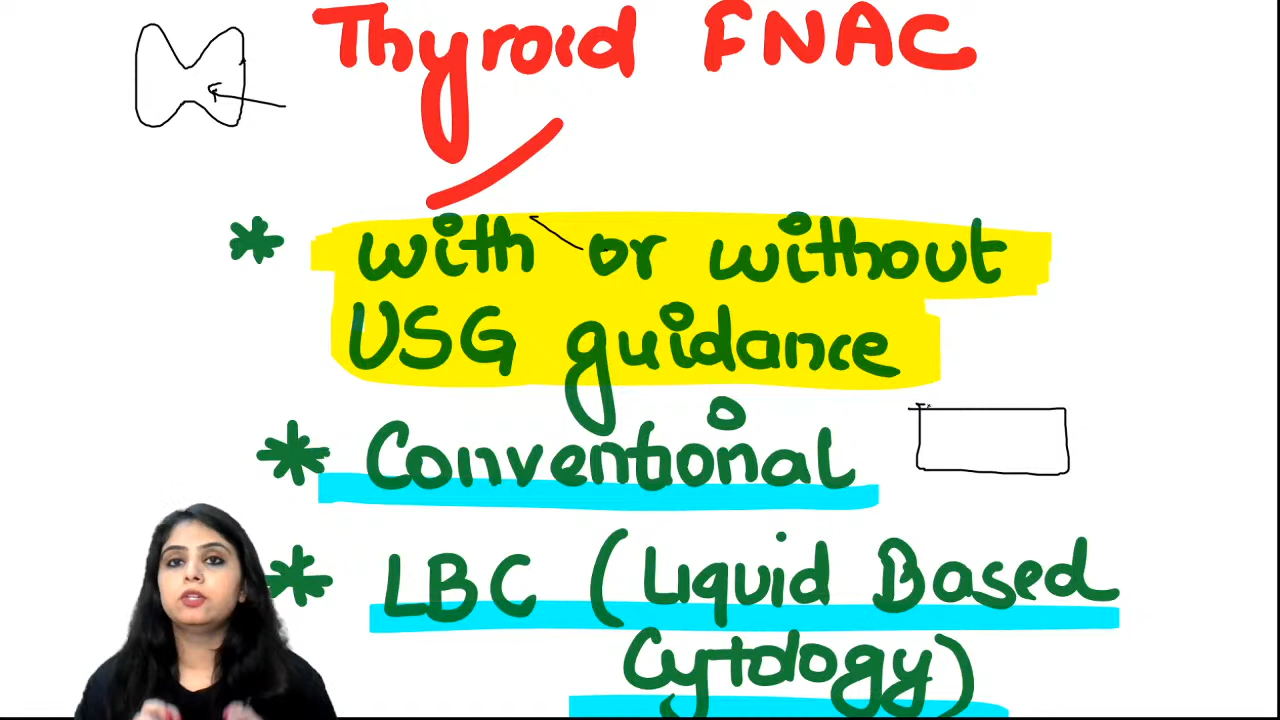 Thyroid FNAC
* with or without
USG guidance
* Conventional
* LBC (Liquid Based
Cytology)